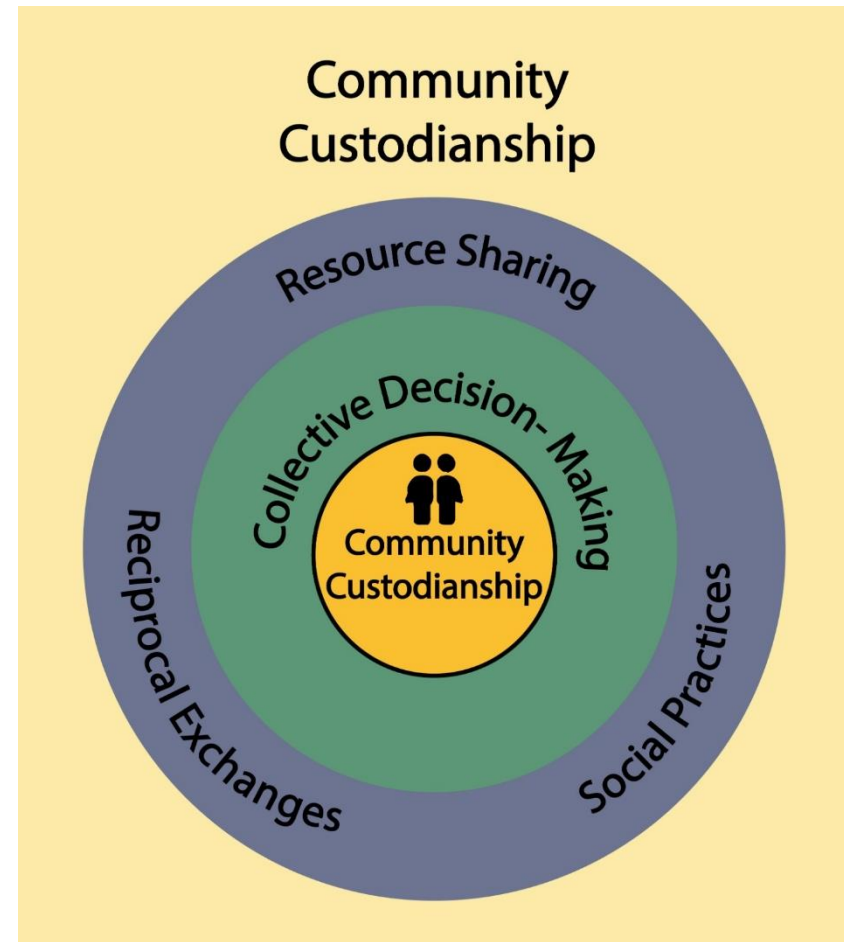 Community
Custodianship
Resource Sharing
Collective Decision- Making
Community
Custodianship
Reciprocal Exchanges
Social Practices